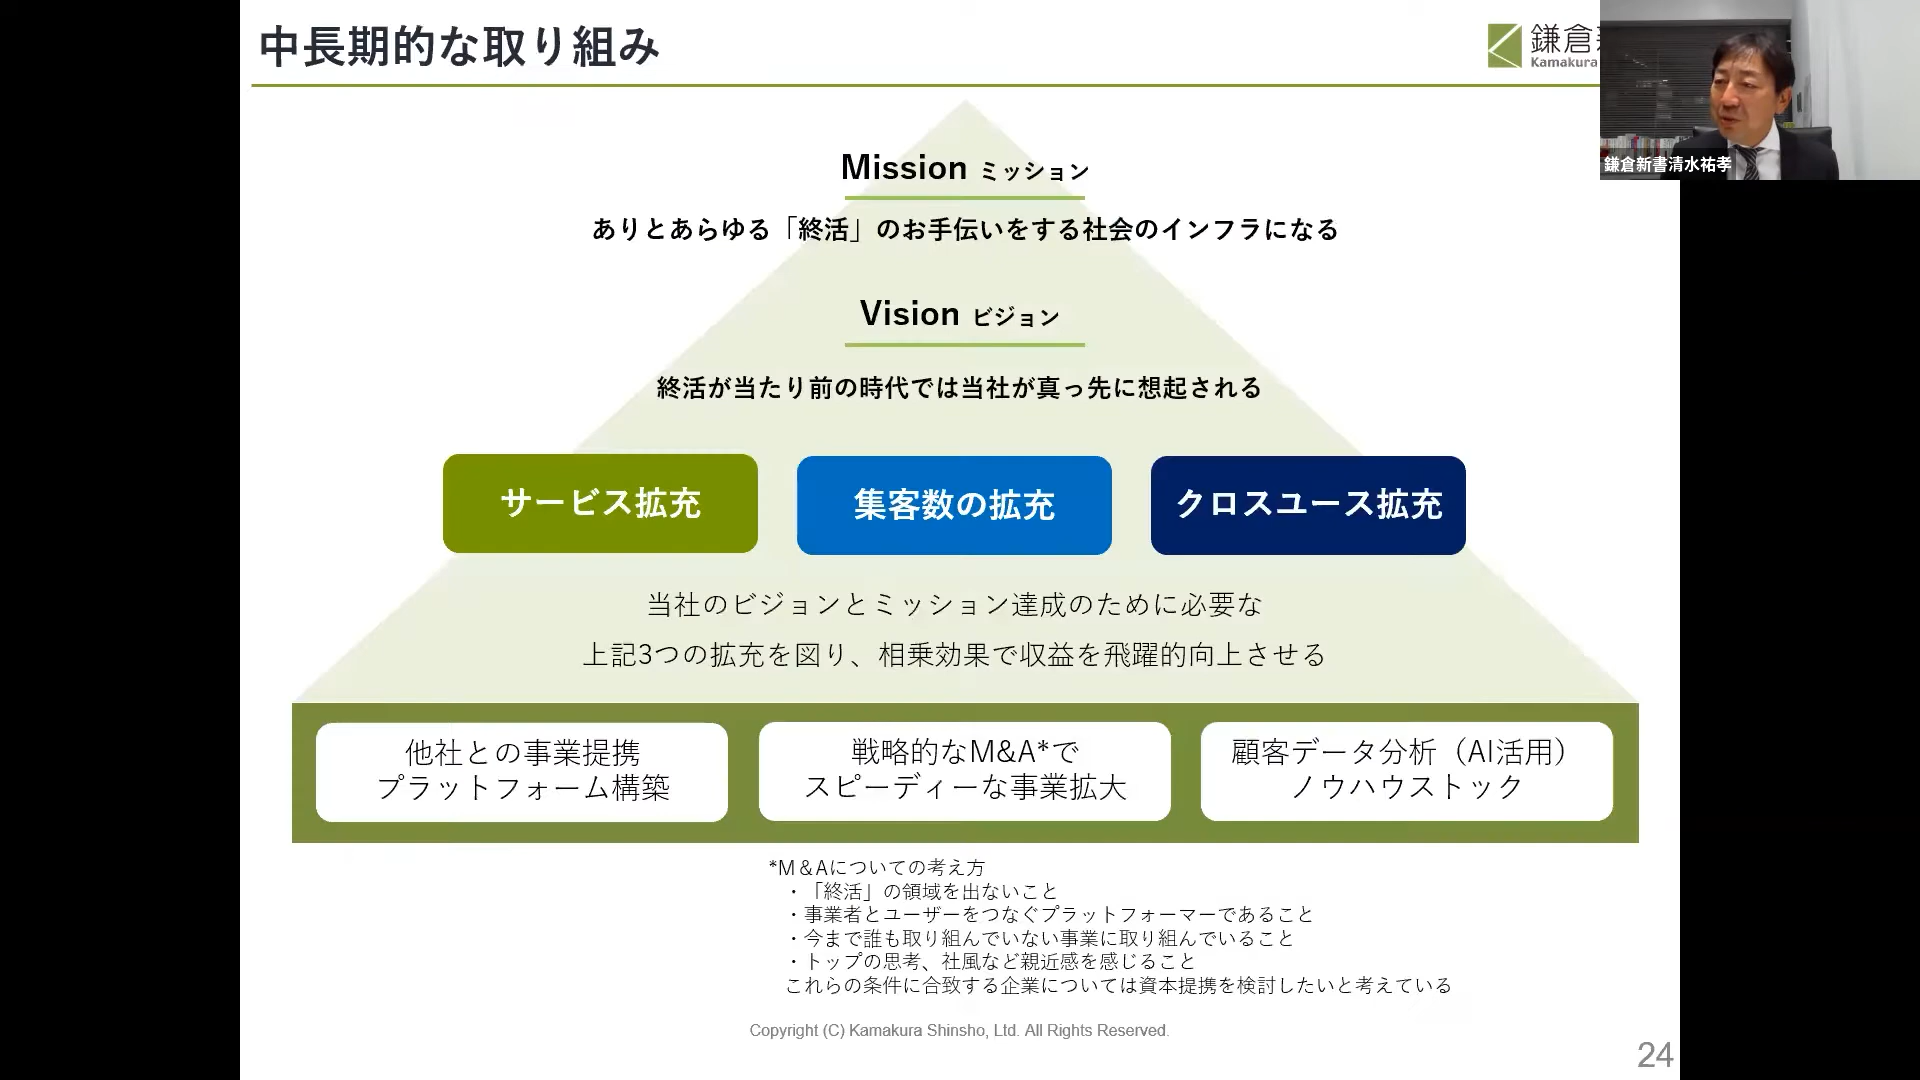 中長期的な取り組み
鎌倉
Kamakura
鎌倉新書清水祐孝
Mission ミッション
ありとあらゆる「終活」のお手伝いをする社会のインフラになる
Vision ビジョン
終活が当たり前の時代では当社が真っ先に想起される
サービス拡充
集客数の拡充
クロスユース拡充
当社のビジョンとミッション達成のために必要な
上記3つの拡充を図り、相乗効果で収益を飛躍的向上させる
他社との事業提携
プラットフォーム構築
戦略的なM&A*で
スピーディーな事業拡大
顧客データ分析（AI活用）
ノウハウストック
*M＆Aについての考え方
・「終活」の領域を出ないこと
・事業者とユーザーをつなぐプラットフォーマーであること
・今まで誰も取り組んでいない事業に取り組んでいること
・トップの思考、社風など親近感を感じること
これらの条件に合致する企業については資本提携を検討したいと考えている
Copyright (C) Kamakura Shinsho, Ltd. All Rights Reserved.
24